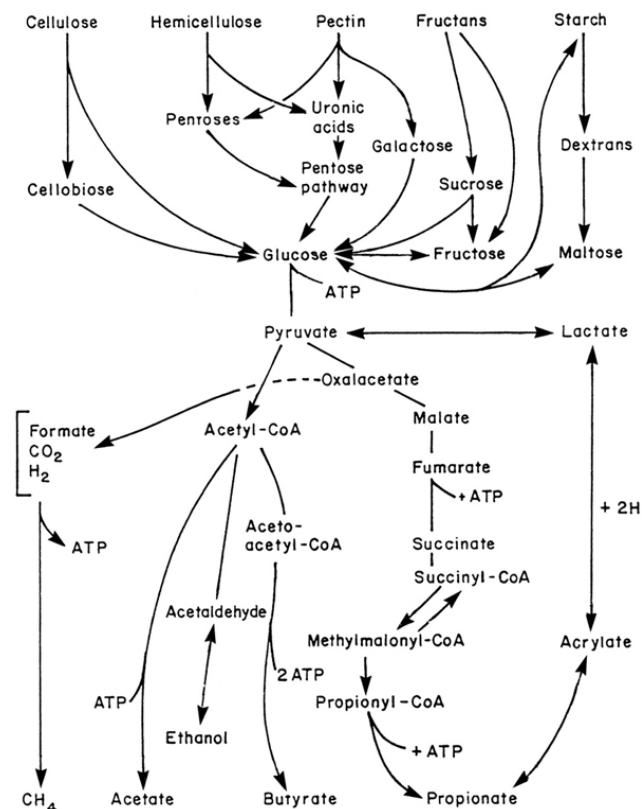 Cellulose Hemicellulose Pectin Fructans Starch
Penroses Uronic
acids
Galactose Dextrans
Pentose
pathway
Cellobiose Sucrose
Glucose Fructose Maltose
ATP
Pyruvate Lactate
Oxalacetate
Formate Acetyl-CoA Malate
CO2
H2 Fumarate
+ATP
+ 2H
ATP Aceto-
acetyl-CoA Succinate
Succinyl-CoA
Acetaldehyde
Methylmalonyl-CoA Acrylate
2 ATP
ATP Propionyl-CoA
Ethanol +ATP
CH4 Acetate Butyrate Propionate